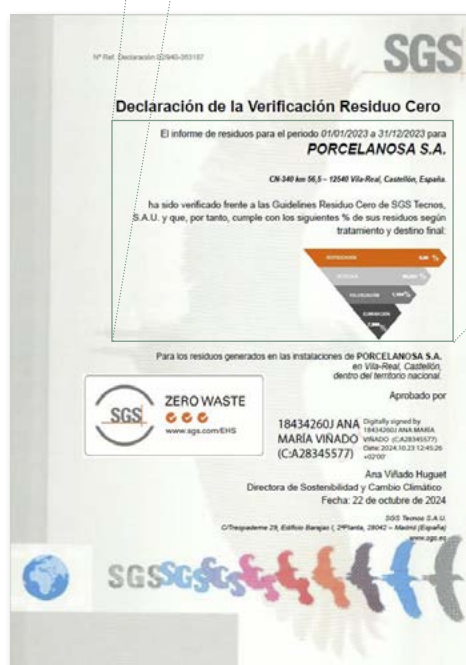 Nº Ref. Declaración
SGS
Declaración de la Verificación Residuo Cero
El informe de residuos para el periodo 01/01/2023 a 31/12/2023 para
PORCELANOSA S.A.
CN-340 km 56,5 – 12540 Vila-Real, Castellón, España.
ha sido verificado frente a las Guidelines Residuo Cero de SGS Tecnos,
S.A.U. y que, por tanto, cumple con los siguientes % de sus residuos según
tratamiento y destino final:
%
%
VALORIZACIÓN %
ELIMINACIÓN
%
Para los residuos generados en las instalaciones de PORCELANOSA S.A.
en Vila-Real, Castellón,
dentro del territorio nacional.
Aprobado por
SGS
ZERO WASTE
www.sgs.com/EHS
18434260J ANA
MARÍA VIÑADO
(C:A28345577)
Digitally signed by
18434260J ANA MARÍA
VIÑADO (C:A28345577)
Date: 2024.10.23 12:45:26
+02'00'
Ana Viñado Huguet
Directora de Sostenibilidad y Cambio Climático
Fecha: 22 de octubre de 2024
SGS Tecnos S.A.U.
C/Trespaderne 29, Edificio Barajas I, 2ªPlanta, 28042 – Madrid (España)
www.sgs.es
SGSSGSGS